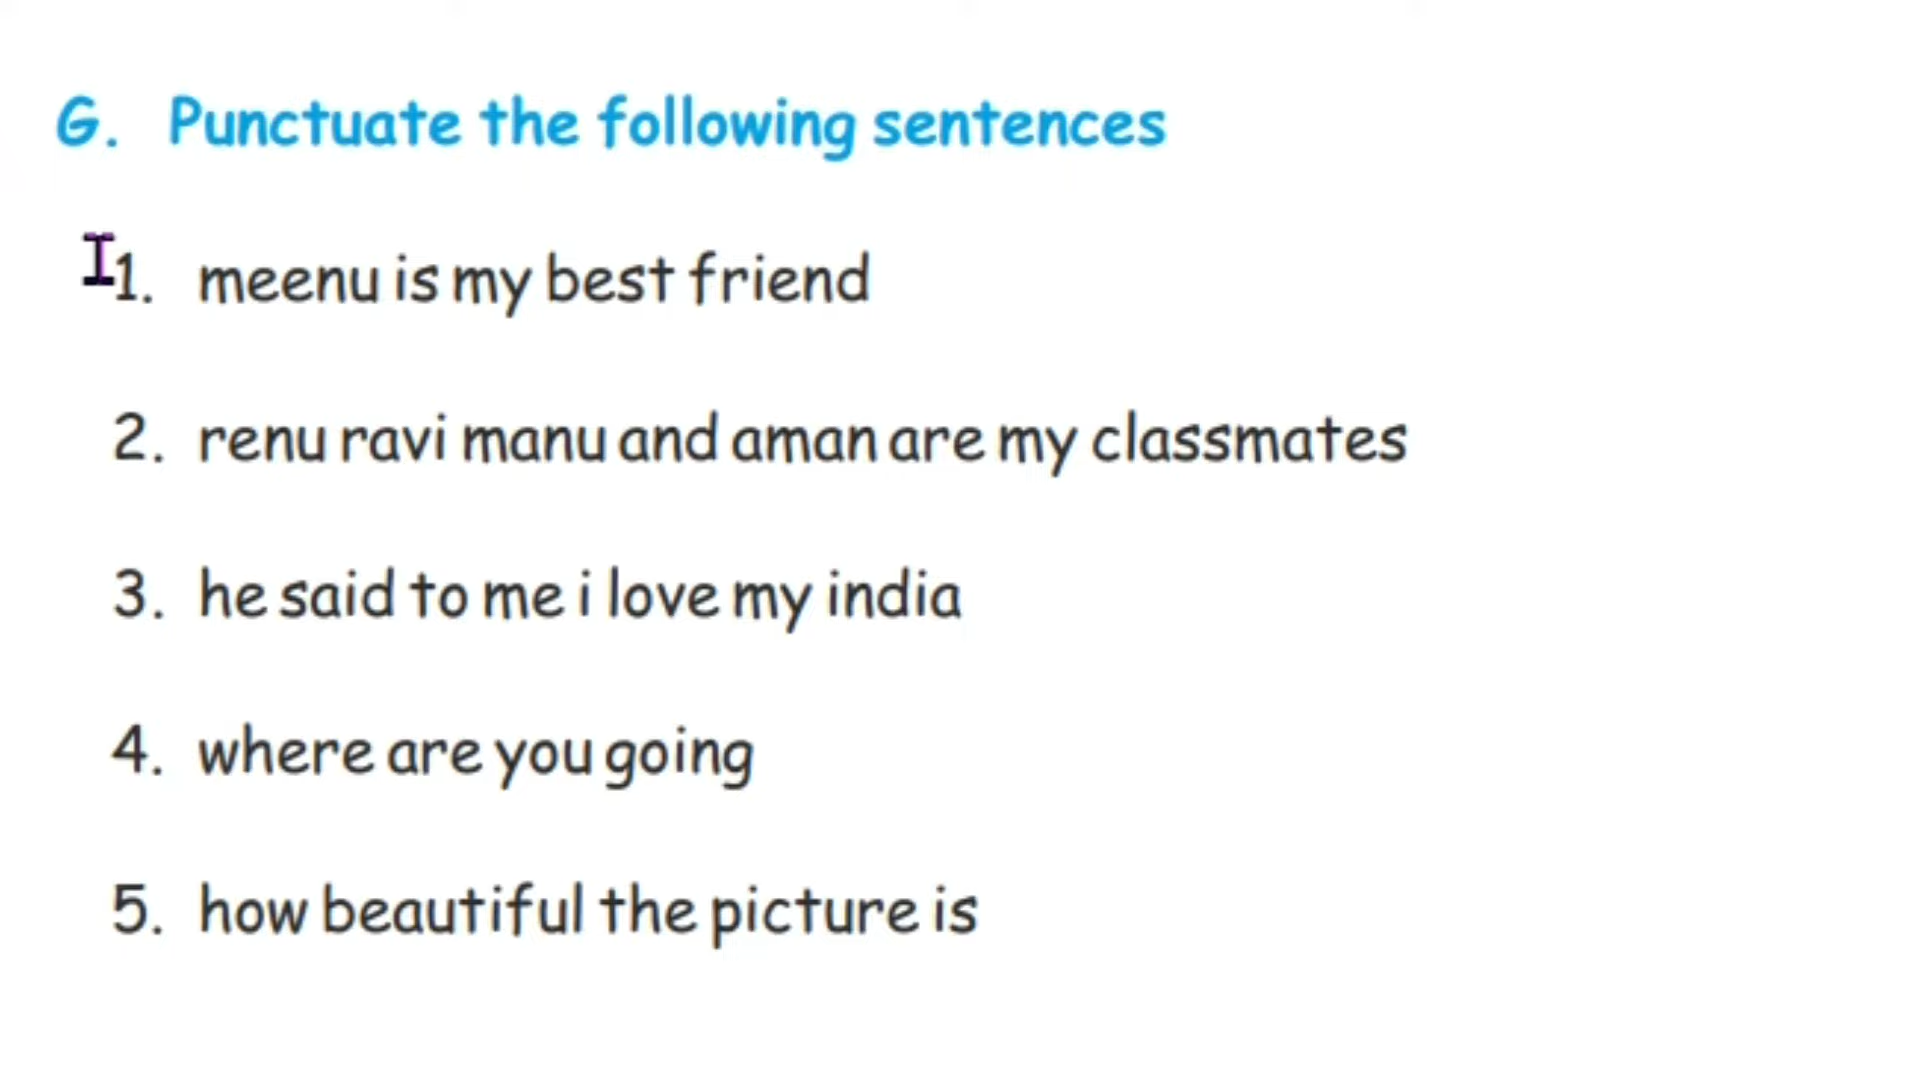 G. Punctuate the following sentences
1. meenu is my best friend
2. renu ravi manu and aman are my classmates
3. he said to me i love my india
4. where are you going
5. how beautiful the picture is